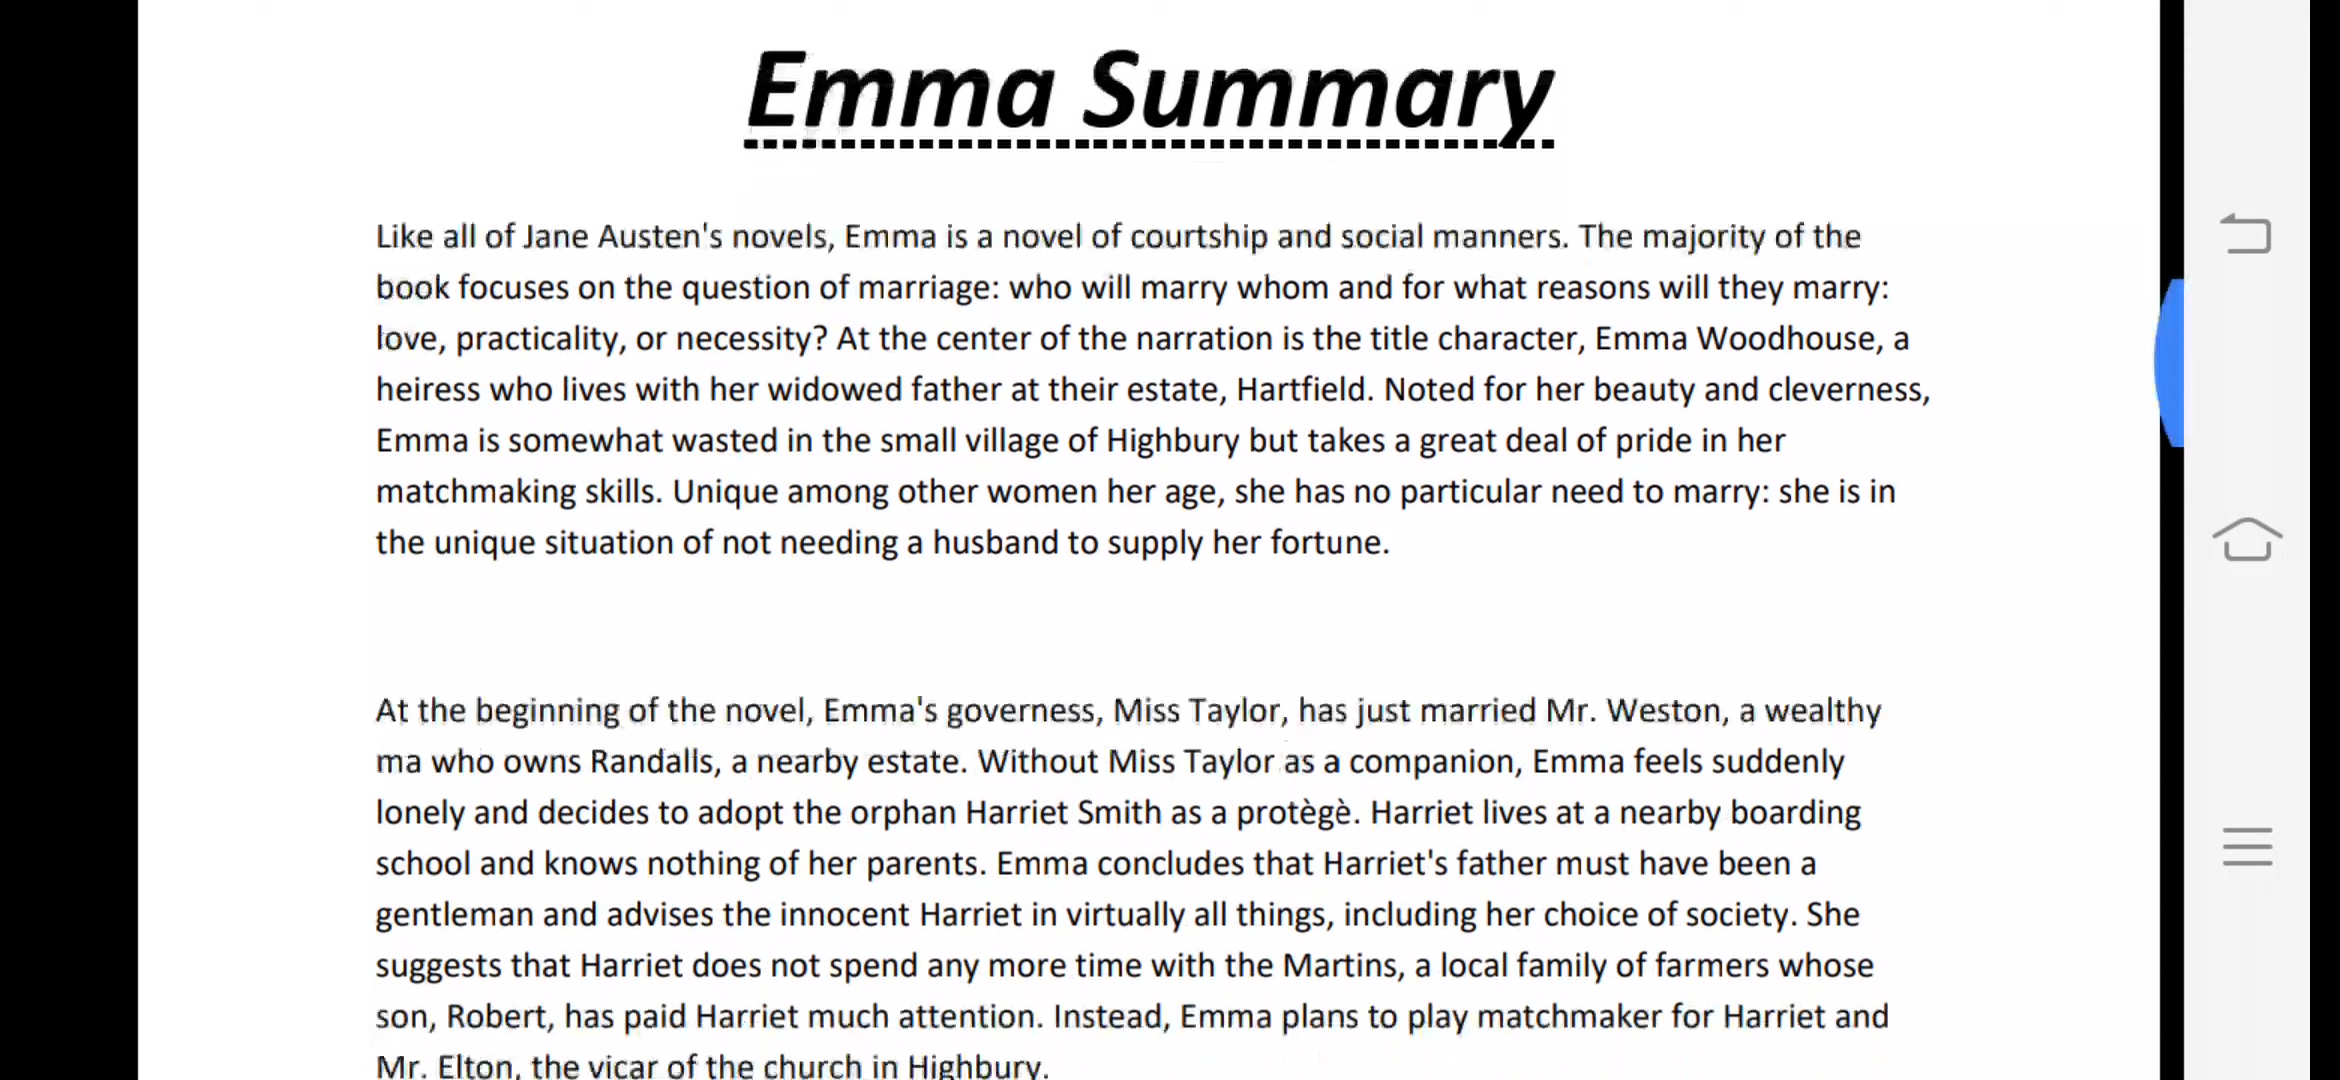 Emma Summary
Like all of Jane Austen's novels, Emma is a novel of courtship and social manners. The majority of the
book focuses on the question of marriage: who will marry whom and for what reasons will they marry:
love, practicality, or necessity? At the center of the narration is the title character, Emma Woodhouse, a
heiress who lives with her widowed father at their estate, Hartfield. Noted for her beauty and cleverness,
Emma is somewhat wasted in the small village of Highbury but takes a great deal of pride in her
matchmaking skills. Unique among other women her age, she has no particular need to marry: she is in
the unique situation of not needing a husband to supply her fortune.
At the beginning of the novel, Emma's governess, Miss Taylor, has just married Mr. Weston, a wealthy
ma who owns Randalls, a nearby estate. Without Miss Taylor as a companion, Emma feels suddenly
lonely and decides to adopt the orphan Harriet Smith as a protègè. Harriet lives at a nearby boarding
school and knows nothing of her parents. Emma concludes that Harriet's father must have been a
gentleman and advises the innocent Harriet in virtually all things, including her choice of society. She
suggests that Harriet does not spend any more time with the Martins, a local family of farmers whose
son, Robert, has paid Harriet much attention. Instead, Emma plans to play matchmaker for Harriet and
Mr. Elton, the vicar of the church in Highbury.